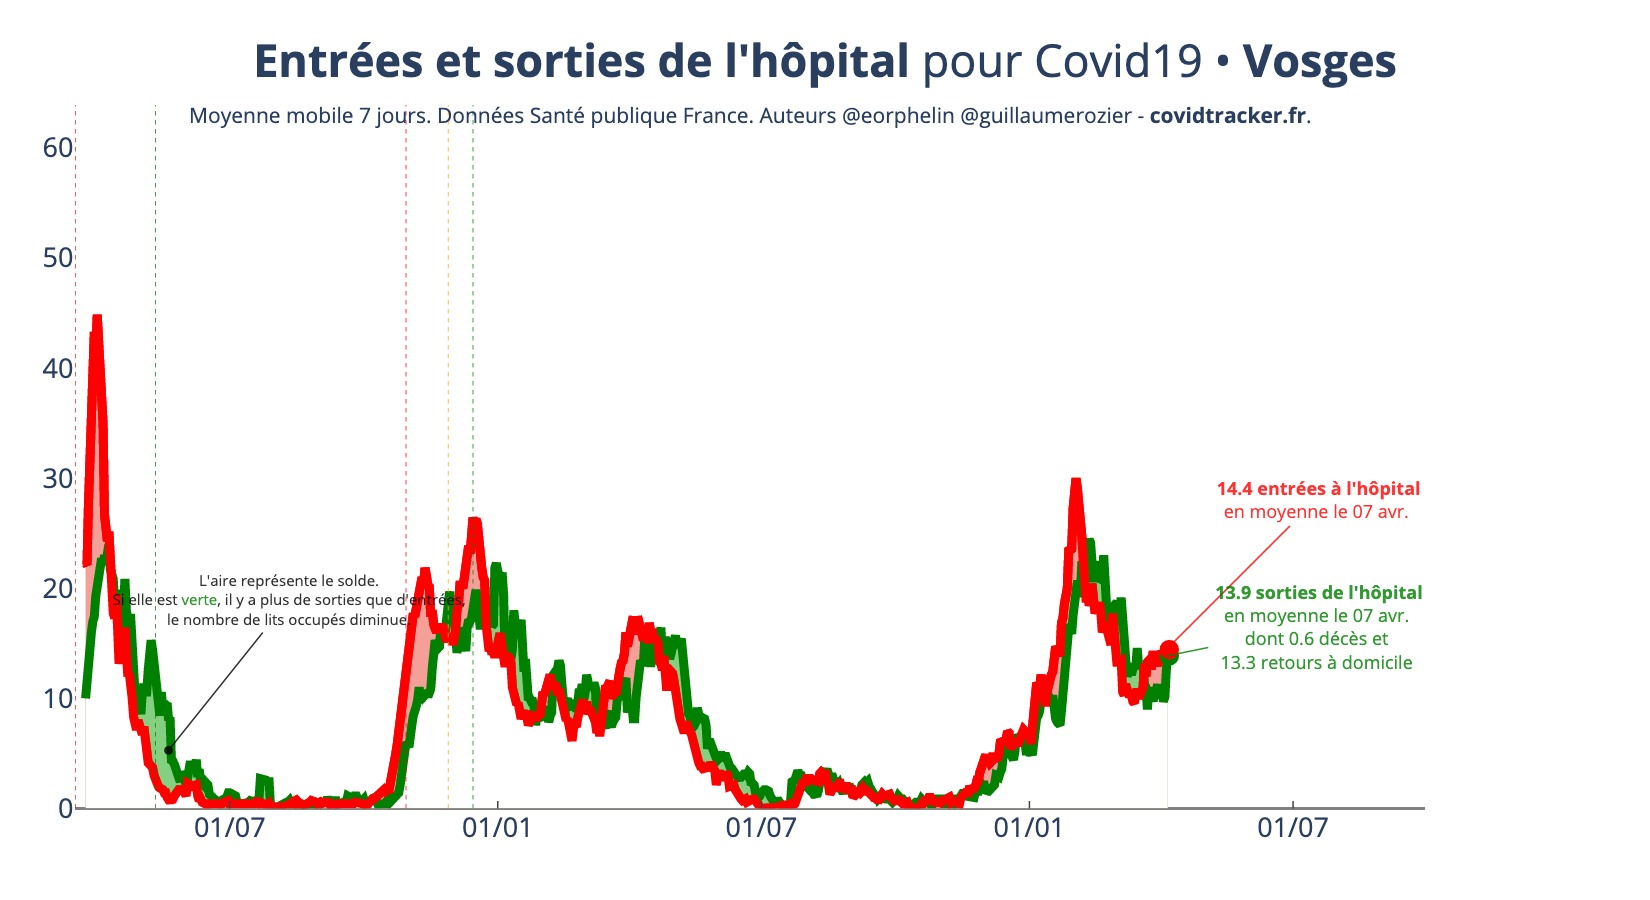 Entrées et sorties de l'hôpital pour Covid19 • Vosges
Moyenne mobile 7 jours. Données Santé publique France. Auteurs @eorphelin @guillaumerozier - covidtracker.fr.
60
50
40
30
20
10
0
14.4 entrées à l'hôpital
en moyenne le 07 avr.
L'aire représente le solde.
Si elle est verte, il y a plus de sorties que d'entrées,
le nombre de lits occupés diminue.
13.9 sorties de l'hôpital
en moyenne le 07 avr.
dont 0.6 décès et
13.3 retours à domicile
01/07
01/01
01/07
01/01
01/07